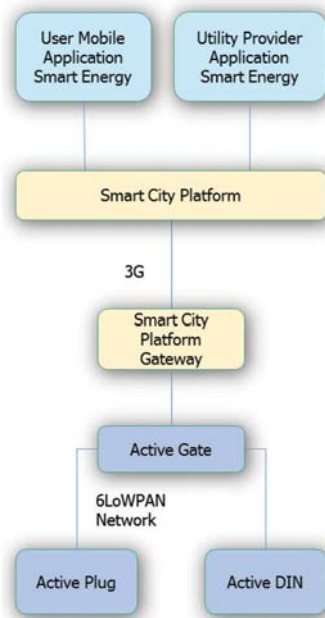 User Mobile
Application
Smart Energy
Utility Provider
Application
Smart Energy
Smart City Platform
3G
Smart City
Platform
Gateway
Active Gate
6LoWPAN
Network
Active Plug
Active DIN